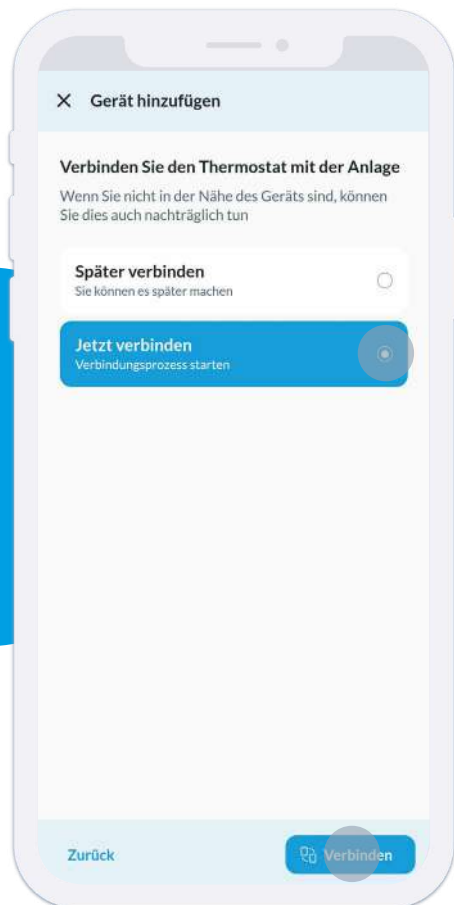 Gerät hinzufügen
Verbinden Sie den Thermostat mit der Anlage
Wenn Sie nicht in der Nähe des Geräts sind, können
Sie dies auch nachträglich tun
Später verbinden
Sie können es später machen
Jetzt verbinden
Verbindungsprozess starten
Zurück
Verbinden